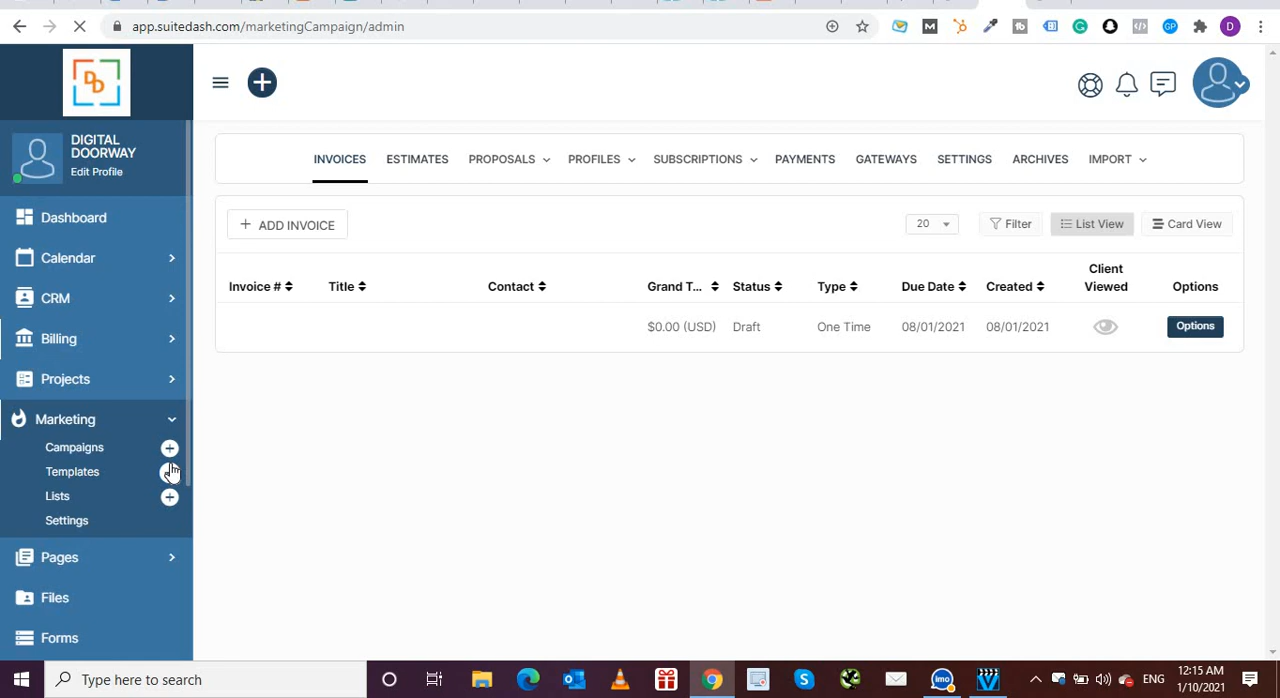 app.suitedash.com/marketingCampaign/admin
DIGITAL DOORWAY
Edit Profile
Dashboard
Calendar
CRM
Billing
Projects
Marketing
Campaigns
Templates
Lists
Settings
Pages
Files
Forms
INVOICES ESTIMATES PROPOSALS PROFILES SUBSCRIPTIONS PAYMENTS GATEWAYS SETTINGS ARCHIVES IMPORT
+ ADD INVOICE 20 Filter List View Card View
Invoice # Title Contact Grand T... Status Type Due Date Created Client Viewed Options
$0.00 (USD) Draft One Time 08/01/2021 08/01/2021 Options
Type here to search
imo
ENG
12:15 AM
1/10/2021